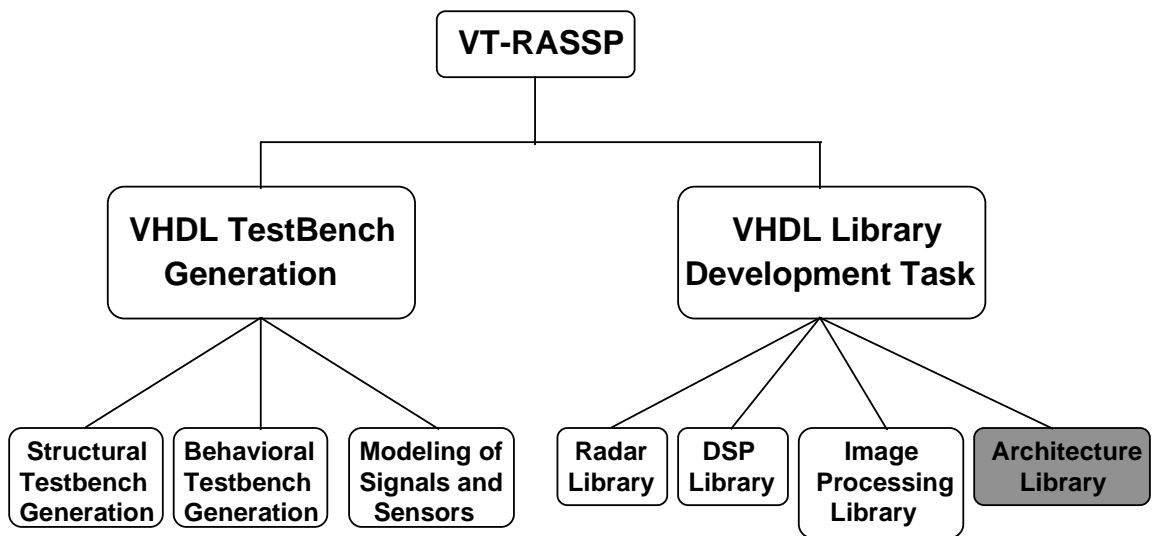 VT-RASSP
VHDL TestBench
Generation
VHDL Library
Development Task
Structural
Testbench
Generation
Behavioral
Testbench
Generation
Modeling of
Signals and
Sensors
Radar
Library
DSP
Library
Image
Processing
Library
Architecture
Library